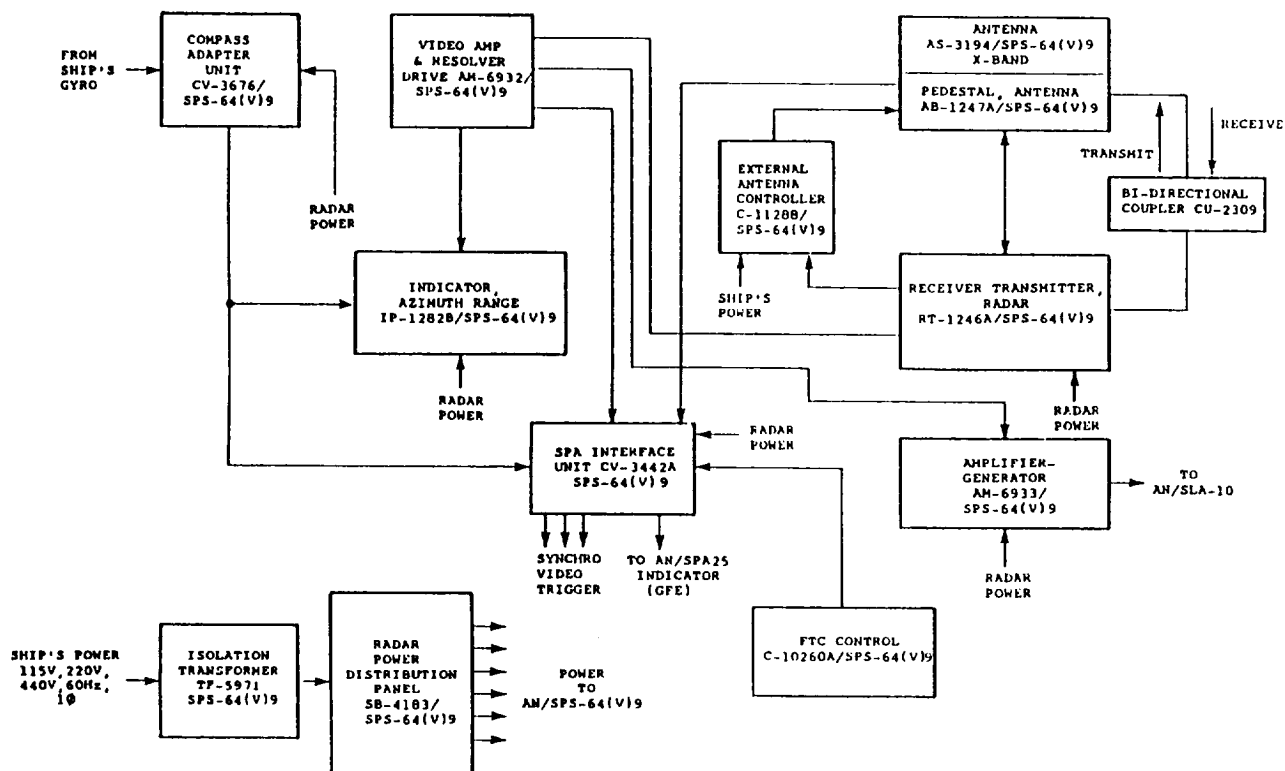 COMPASS
ADAPTER
UNIT
CV-3676/
SPS-64(V)9
FROM
SHIP'S
GYRO
RADAR
POWER
VIDEO AMP
& RESOLVER
DRIVE AM-6932/
SPS-64(V)9
ANTENNA
AS-3194/SPS-64(V)9
X-BAND
PEDESTAL, ANTENNA
AB-1247A/SPS-64(V)9
TRANSMIT
RECEIVE
BI-DIRECTIONAL
COUPLER CU-2309
EXTERNAL
ANTENNA
CONTROLLER
C-11288/
SPS-64(V)9
SHIP'S
POWER
INDICATOR,
AZIMUTH RANGE
IP-1282B/SPS-64(V)9
RADAR
POWER
RECEIVER TRANSMITTER,
RADAR
RT-1246A/SPS-64(V)9
RADAR
POWER
SPA INTERFACE
UNIT CV-3442A
SPS-64(V)9
RADAR
POWER
SYNCHRO
VIDEO
TRIGGER
TO AN/SPA25
INDICATOR
(GFE)
AMPLIFIER-
GENERATOR
AM-6933/
SPS-64(V)9
TO
AN/SLA-10
RADAR
POWER
FTC CONTROL
C-10260A/SPS-64(V)9
SHIP'S POWER
115V,220V,
440V,60Hz,
1Ø
ISOLATION
TRANSFORMER
TF-5971
SPS-64(V)9
RADAR
POWER
DISTRIBUTION
PANEL
SB-4183/
SPS-64(V)9
POWER
TO
AN/SPS-64(V)9